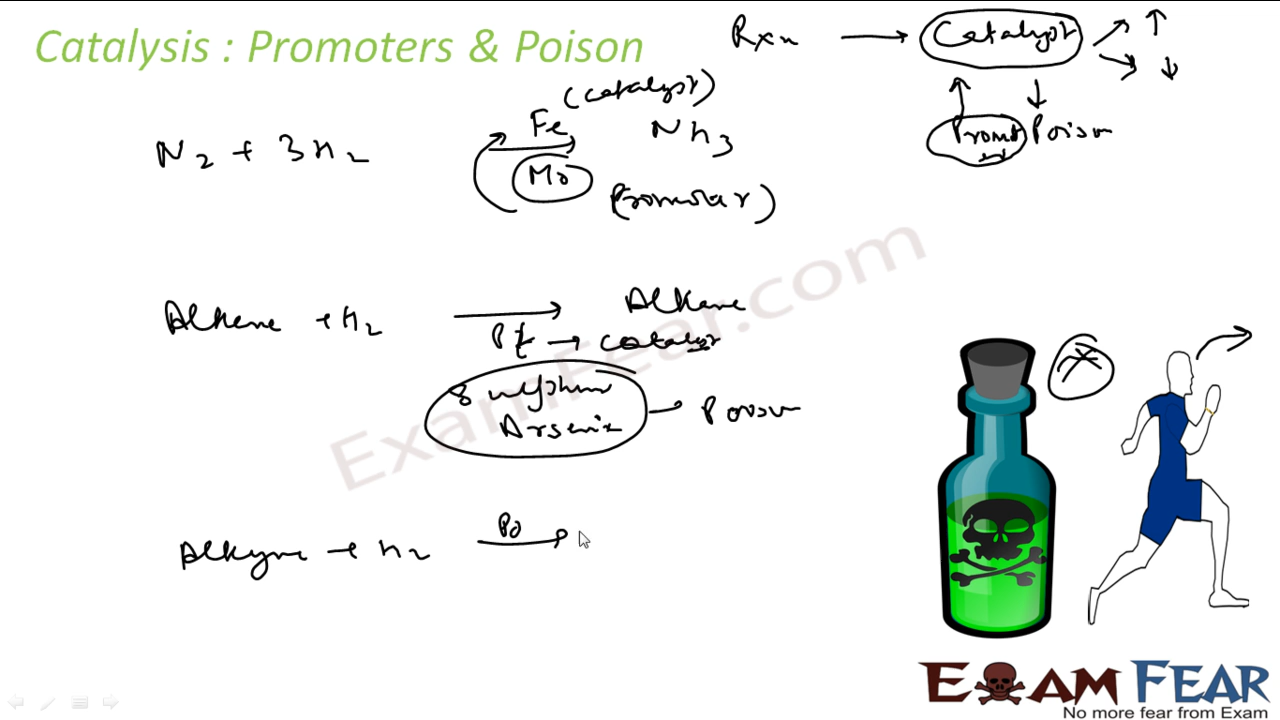 Catalysis : Promoters & Poison
Rxn → Catalyst ↗ ↑
↘ ↓
Promot Poison
(Catalyst)
N2 + 3H2 Fe NH3
Mo (Promotar)
Alkene + H2 → Alkane
Pt → Catalyst
Sulphur
Arsenic → Poison
Alkyne + H2 Pd →
ExamFear.com
EXAM FEAR
No more fear from Exam